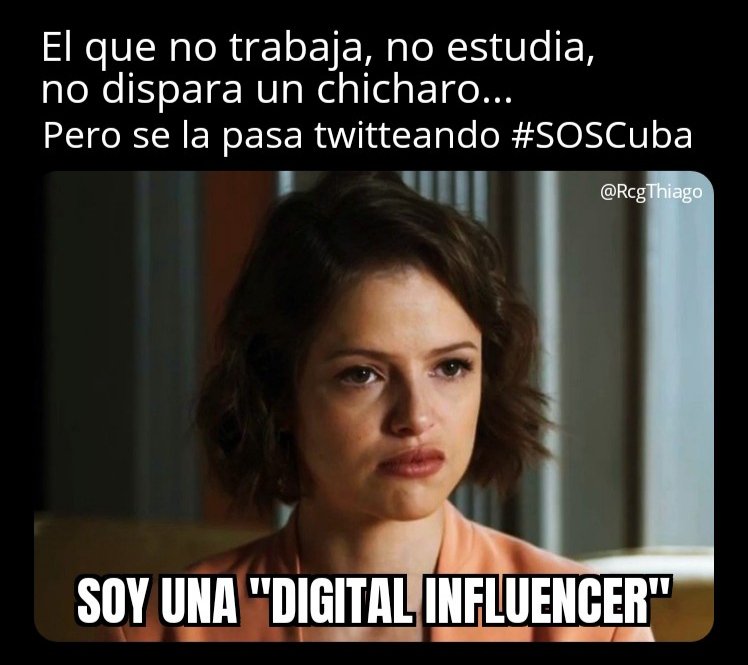 El que no trabaja, no estudia,
no dispara un chicharo...
Pero se la pasa twitteando #SOSCuba
@RcgThiago
SOY UNA "DIGITAL INFLUENCER"